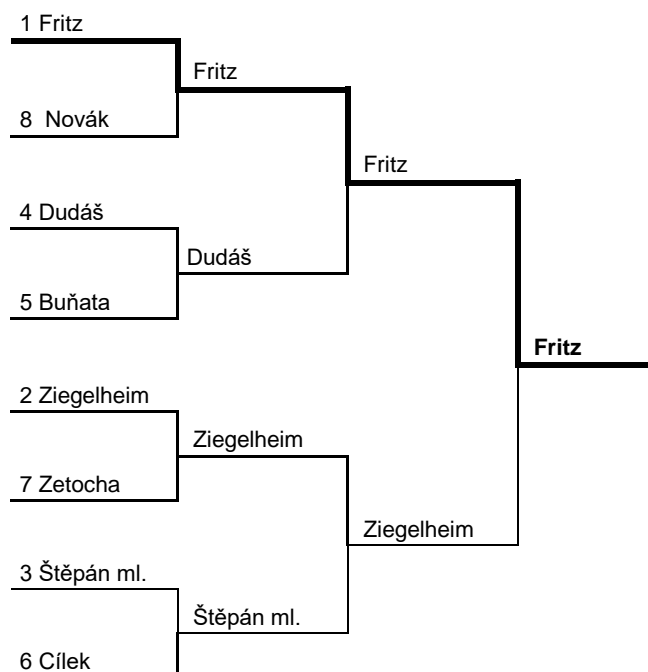 1 Fritz
Fritz
8 Novák
Fritz
4 Dudáš
Dudáš
5 Buňata
Fritz
2 Ziegelheim
Ziegelheim
7 Zetocha
Ziegelheim
3 Štěpán ml.
Štěpán ml.
6 Cílek